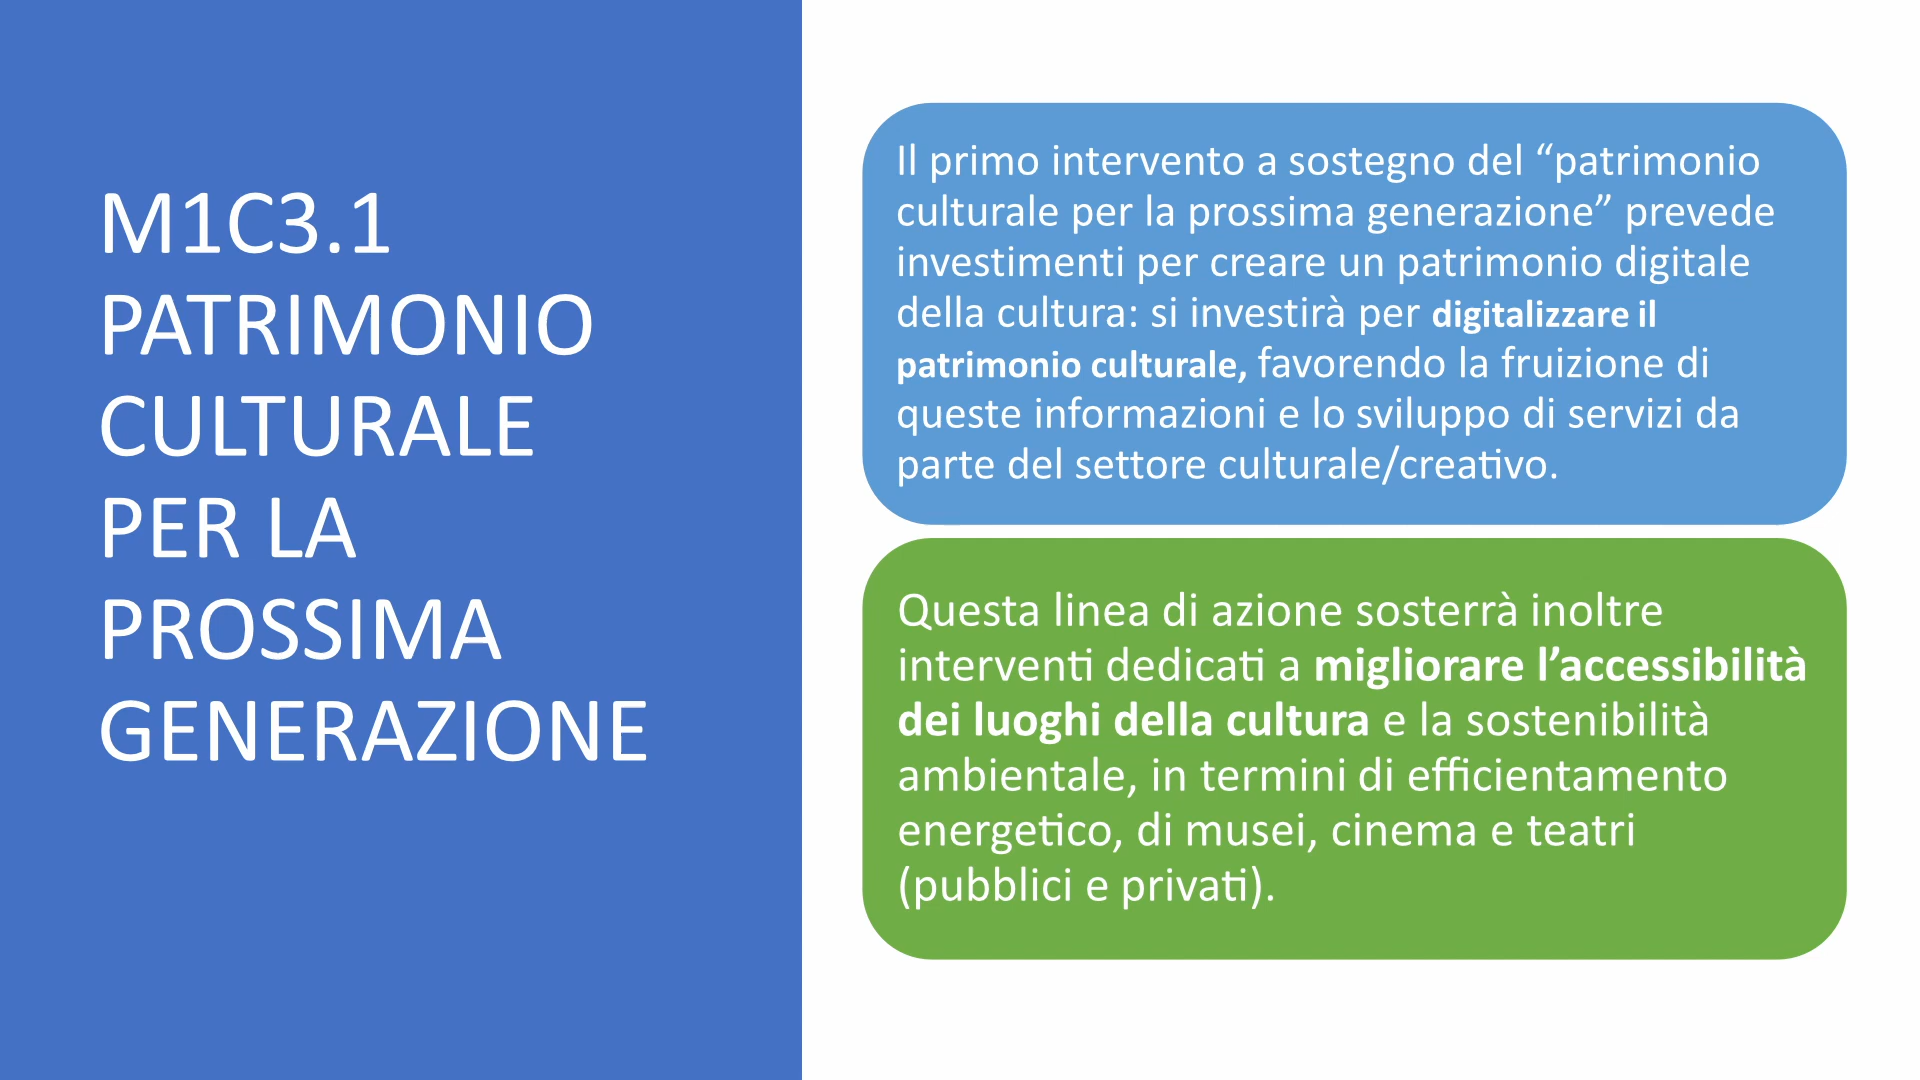 M1C3.1
PATRIMONIO
CULTURALE
PER LA
PROSSIMA
GENERAZIONE
Il primo intervento a sostegno del “patrimonio
culturale per la prossima generazione” prevede
investimenti per creare un patrimonio digitale
della cultura: si investirà per digitalizzare il
patrimonio culturale, favorendo la fruizione di
queste informazioni e lo sviluppo di servizi da
parte del settore culturale/creativo.
Questa linea di azione sosterrà inoltre
interventi dedicati a migliorare l’accessibilità
dei luoghi della cultura e la sostenibilità
ambientale, in termini di efficientamento
energetico, di musei, cinema e teatri
(pubblici e privati).